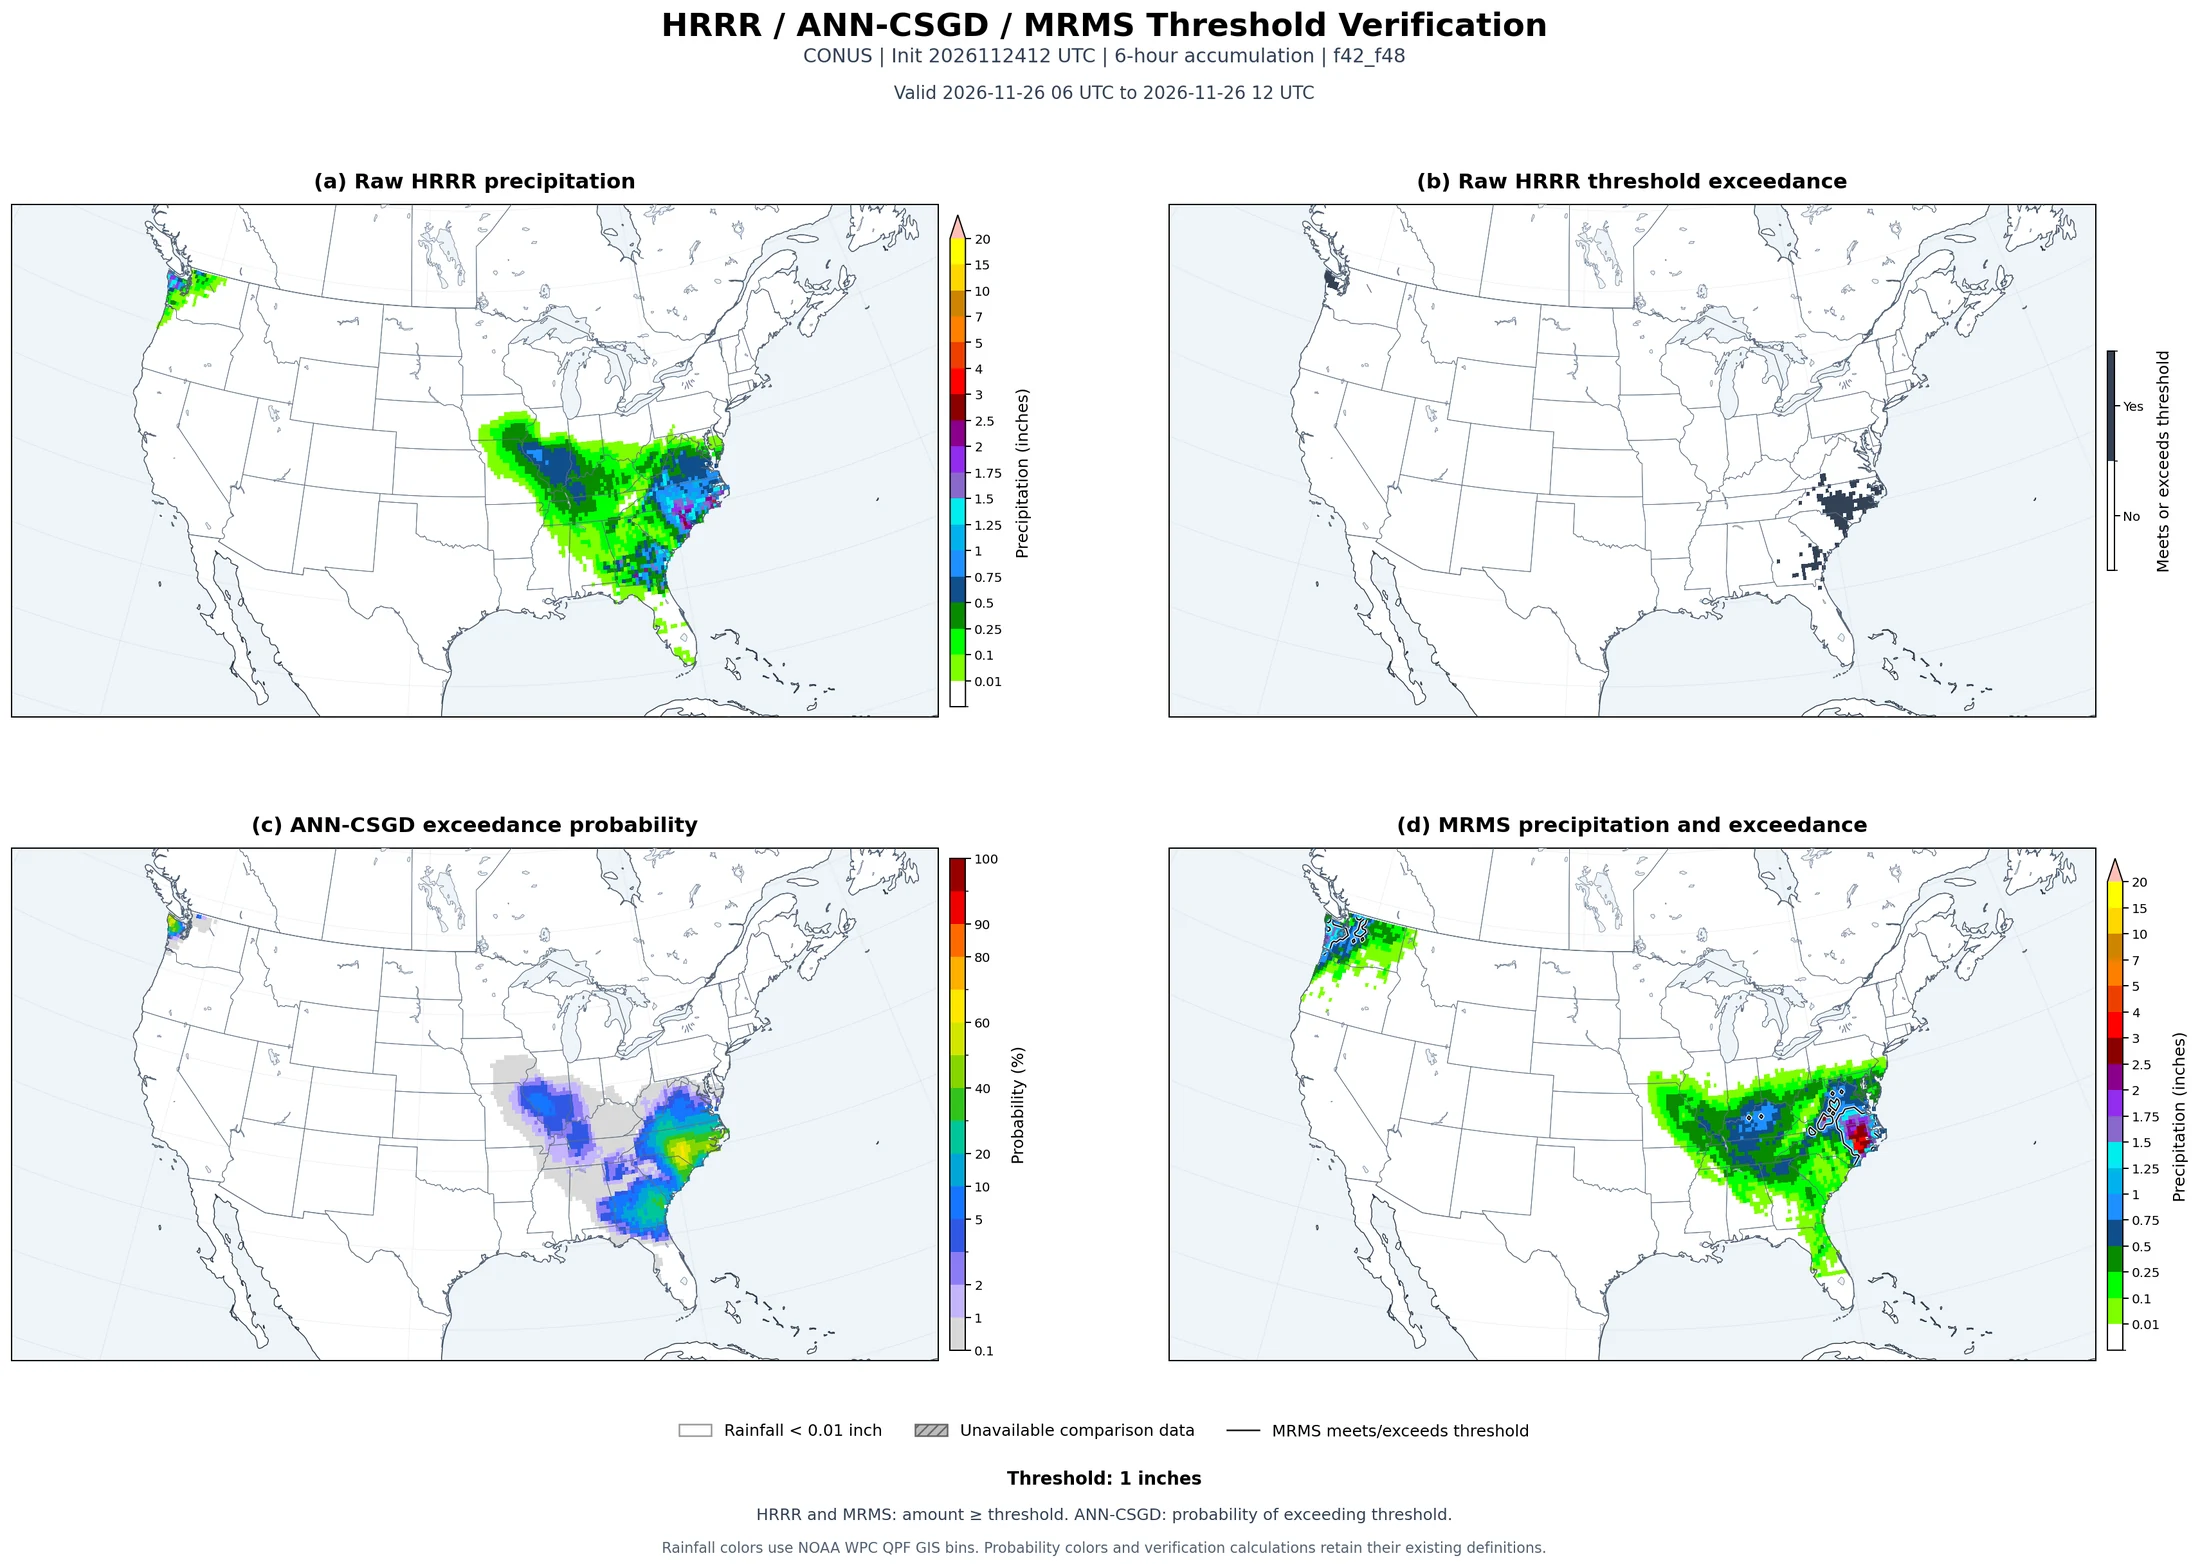 HRRR / ANN-CSGD / MRMS Threshold Verification
CONUS | Init 2026112412 UTC | 6-hour accumulation | f42_f48
Valid 2026-11-26 06 UTC to 2026-11-26 12 UTC
(a) Raw HRRR precipitation
20
15
10
7
5
4
3
2.5
2
1.75
1.5
1.25
1
0.75
0.5
0.25
0.1
0.01
Precipitation (inches)
(b) Raw HRRR threshold exceedance
Yes
No
Meets or exceeds threshold
(c) ANN-CSGD exceedance probability
100
90
80
60
40
20
10
5
2
1
0.1
Probability (%)
(d) MRMS precipitation and exceedance
20
15
10
7
5
4
3
2.5
2
1.75
1.5
1.25
1
0.75
0.5
0.25
0.1
0.01
Precipitation (inches)
Rainfall < 0.01 inch
Unavailable comparison data
MRMS meets/exceeds threshold
Threshold: 1 inches
HRRR and MRMS: amount ≥ threshold. ANN-CSGD: probability of exceeding threshold.
Rainfall colors use NOAA WPC QPF GIS bins. Probability colors and verification calculations retain their existing definitions.